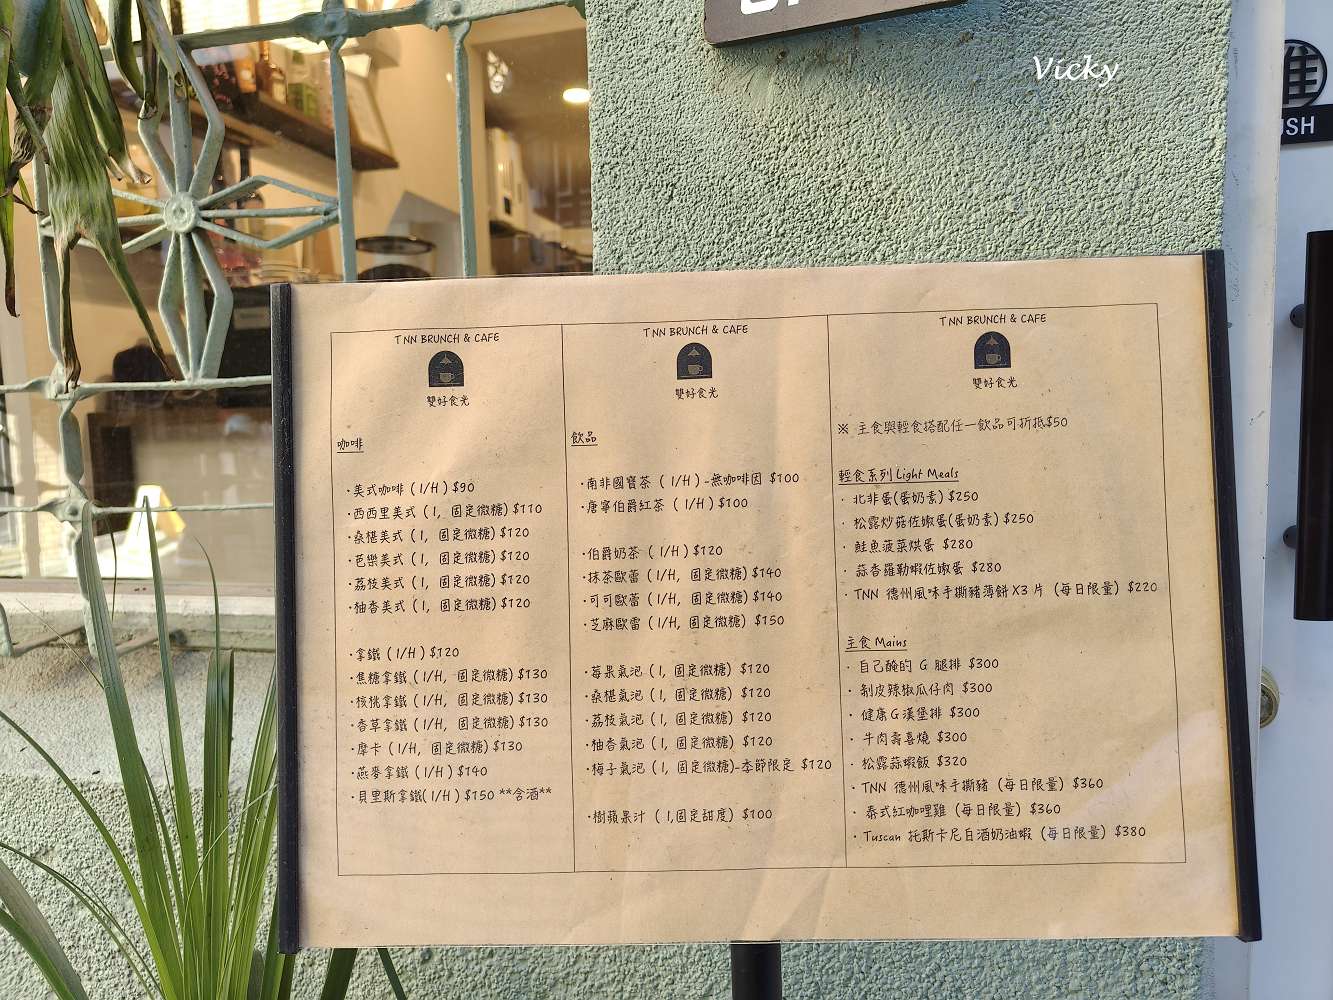 Vicky
USH
TNN BRUNCH & CAFE
雙好食光
咖啡
·美式咖啡 ( I/H ) $90
·西西里美式 ( I, 固定微糖) $110
·桑椹美式 ( I, 固定微糖) $120
·芭樂美式 ( I, 固定微糖) $120
·荔枝美式 ( I, 固定微糖) $120
·柚香美式 ( I, 固定微糖) $120
·拿鐵 ( I/H ) $120
·焦糖拿鐵 ( I/H, 固定微糖) $130
·核桃拿鐵 ( I/H, 固定微糖) $130
·香草拿鐵 ( I/H, 固定微糖) $130
·摩卡 ( I/H, 固定微糖) $130
·燕麥拿鐵 ( I/H ) $140
·貝里斯拿鐵( I/H ) $150 **含酒**
TNN BRUNCH & CAFE
雙好食光
飲品
·南非國寶茶 ( I/H ) -無咖啡因 $100
·唐寧伯爵紅茶 ( I/H ) $100
·伯爵奶茶 ( I/H ) $120
·抹茶歐蕾 ( I/H, 固定微糖) $140
·可可歐蕾 ( I/H, 固定微糖) $140
·芝麻歐雷 ( I/H, 固定微糖) $150
·莓果氣泡 ( I, 固定微糖) $120
·桑椹氣泡 ( I, 固定微糖) $120
·荔枝氣泡 ( I, 固定微糖) $120
·柚香氣泡 ( I, 固定微糖) $120
·梅子氣泡 ( I, 固定微糖)-季節限定 $120
·樹蘋果汁 ( I,固定甜度) $100
TNN BRUNCH & CAFE
雙好食光
※ 主食與輕食搭配任一飲品可折抵$50
輕食系列 Light Meals
· 北非蛋(蛋奶素) $250
· 松露炒菇佐嫩蛋(蛋奶素) $250
· 鮭魚菠菜烘蛋 $280
· 蒜香羅勒蝦佐嫩蛋 $280
· TNN 德州風味手撕豬薄餅 X3 片 (每日限量) $220
主食 Mains
· 自己醃的 G 腿排 $300
· 剝皮辣椒瓜仔肉 $300
· 健康G漢堡排 $300
· 牛肉壽喜燒 $300
· 松露蒜蝦飯 $320
· TNN 德州風味手撕豬 (每日限量) $360
· 泰式紅咖哩雞 (每日限量) $360
· Tuscan 托斯卡尼白酒奶油蝦 (每日限量) $380